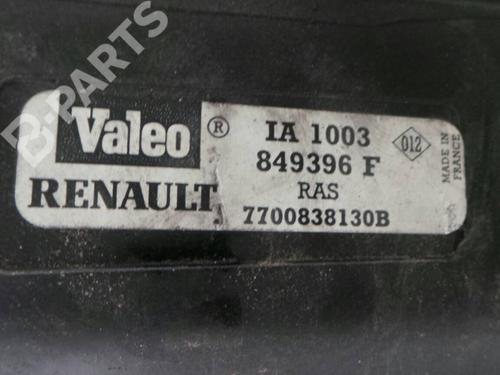 B-PARTS
Valeo ® IA 1003 012
849396 F
RENAULT RAS
7700838130B
MADE IN
FRANCE